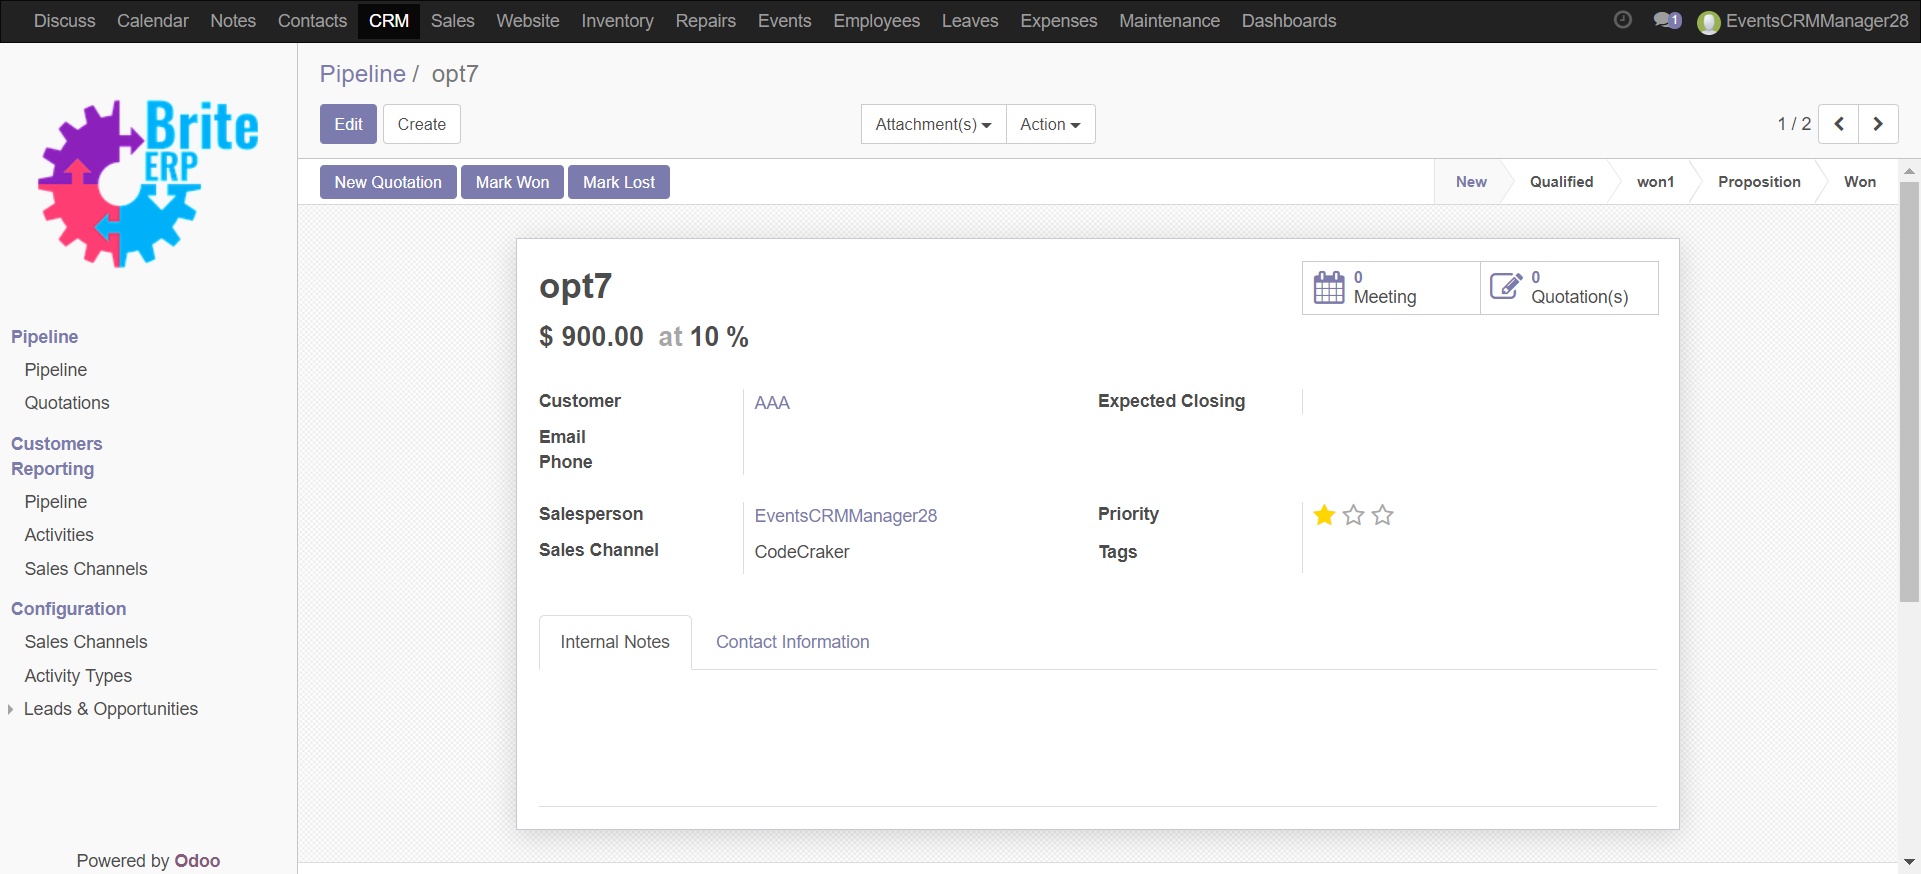 Discuss Calendar Notes Contacts CRM Sales Website Inventory Repairs Events Employees Leaves Expenses Maintenance Dashboards 1 EventsCRMManager28
Brite
ERP
Pipeline
Pipeline
Quotations
Customers
Reporting
Pipeline
Activities
Sales Channels
Configuration
Sales Channels
Activity Types
Leads & Opportunities
Powered by Odoo
Pipeline / opt7
Edit Create Attachment(s) Action 1 / 2
New Quotation Mark Won Mark Lost New Qualified won1 Proposition Won
0
Meeting
0
Quotation(s)
opt7
$ 900.00 at 10 %
Customer AAA Expected Closing
Email
Phone
Salesperson EventsCRMManager28 Priority
Sales Channel CodeCraker Tags
Internal Notes Contact Information